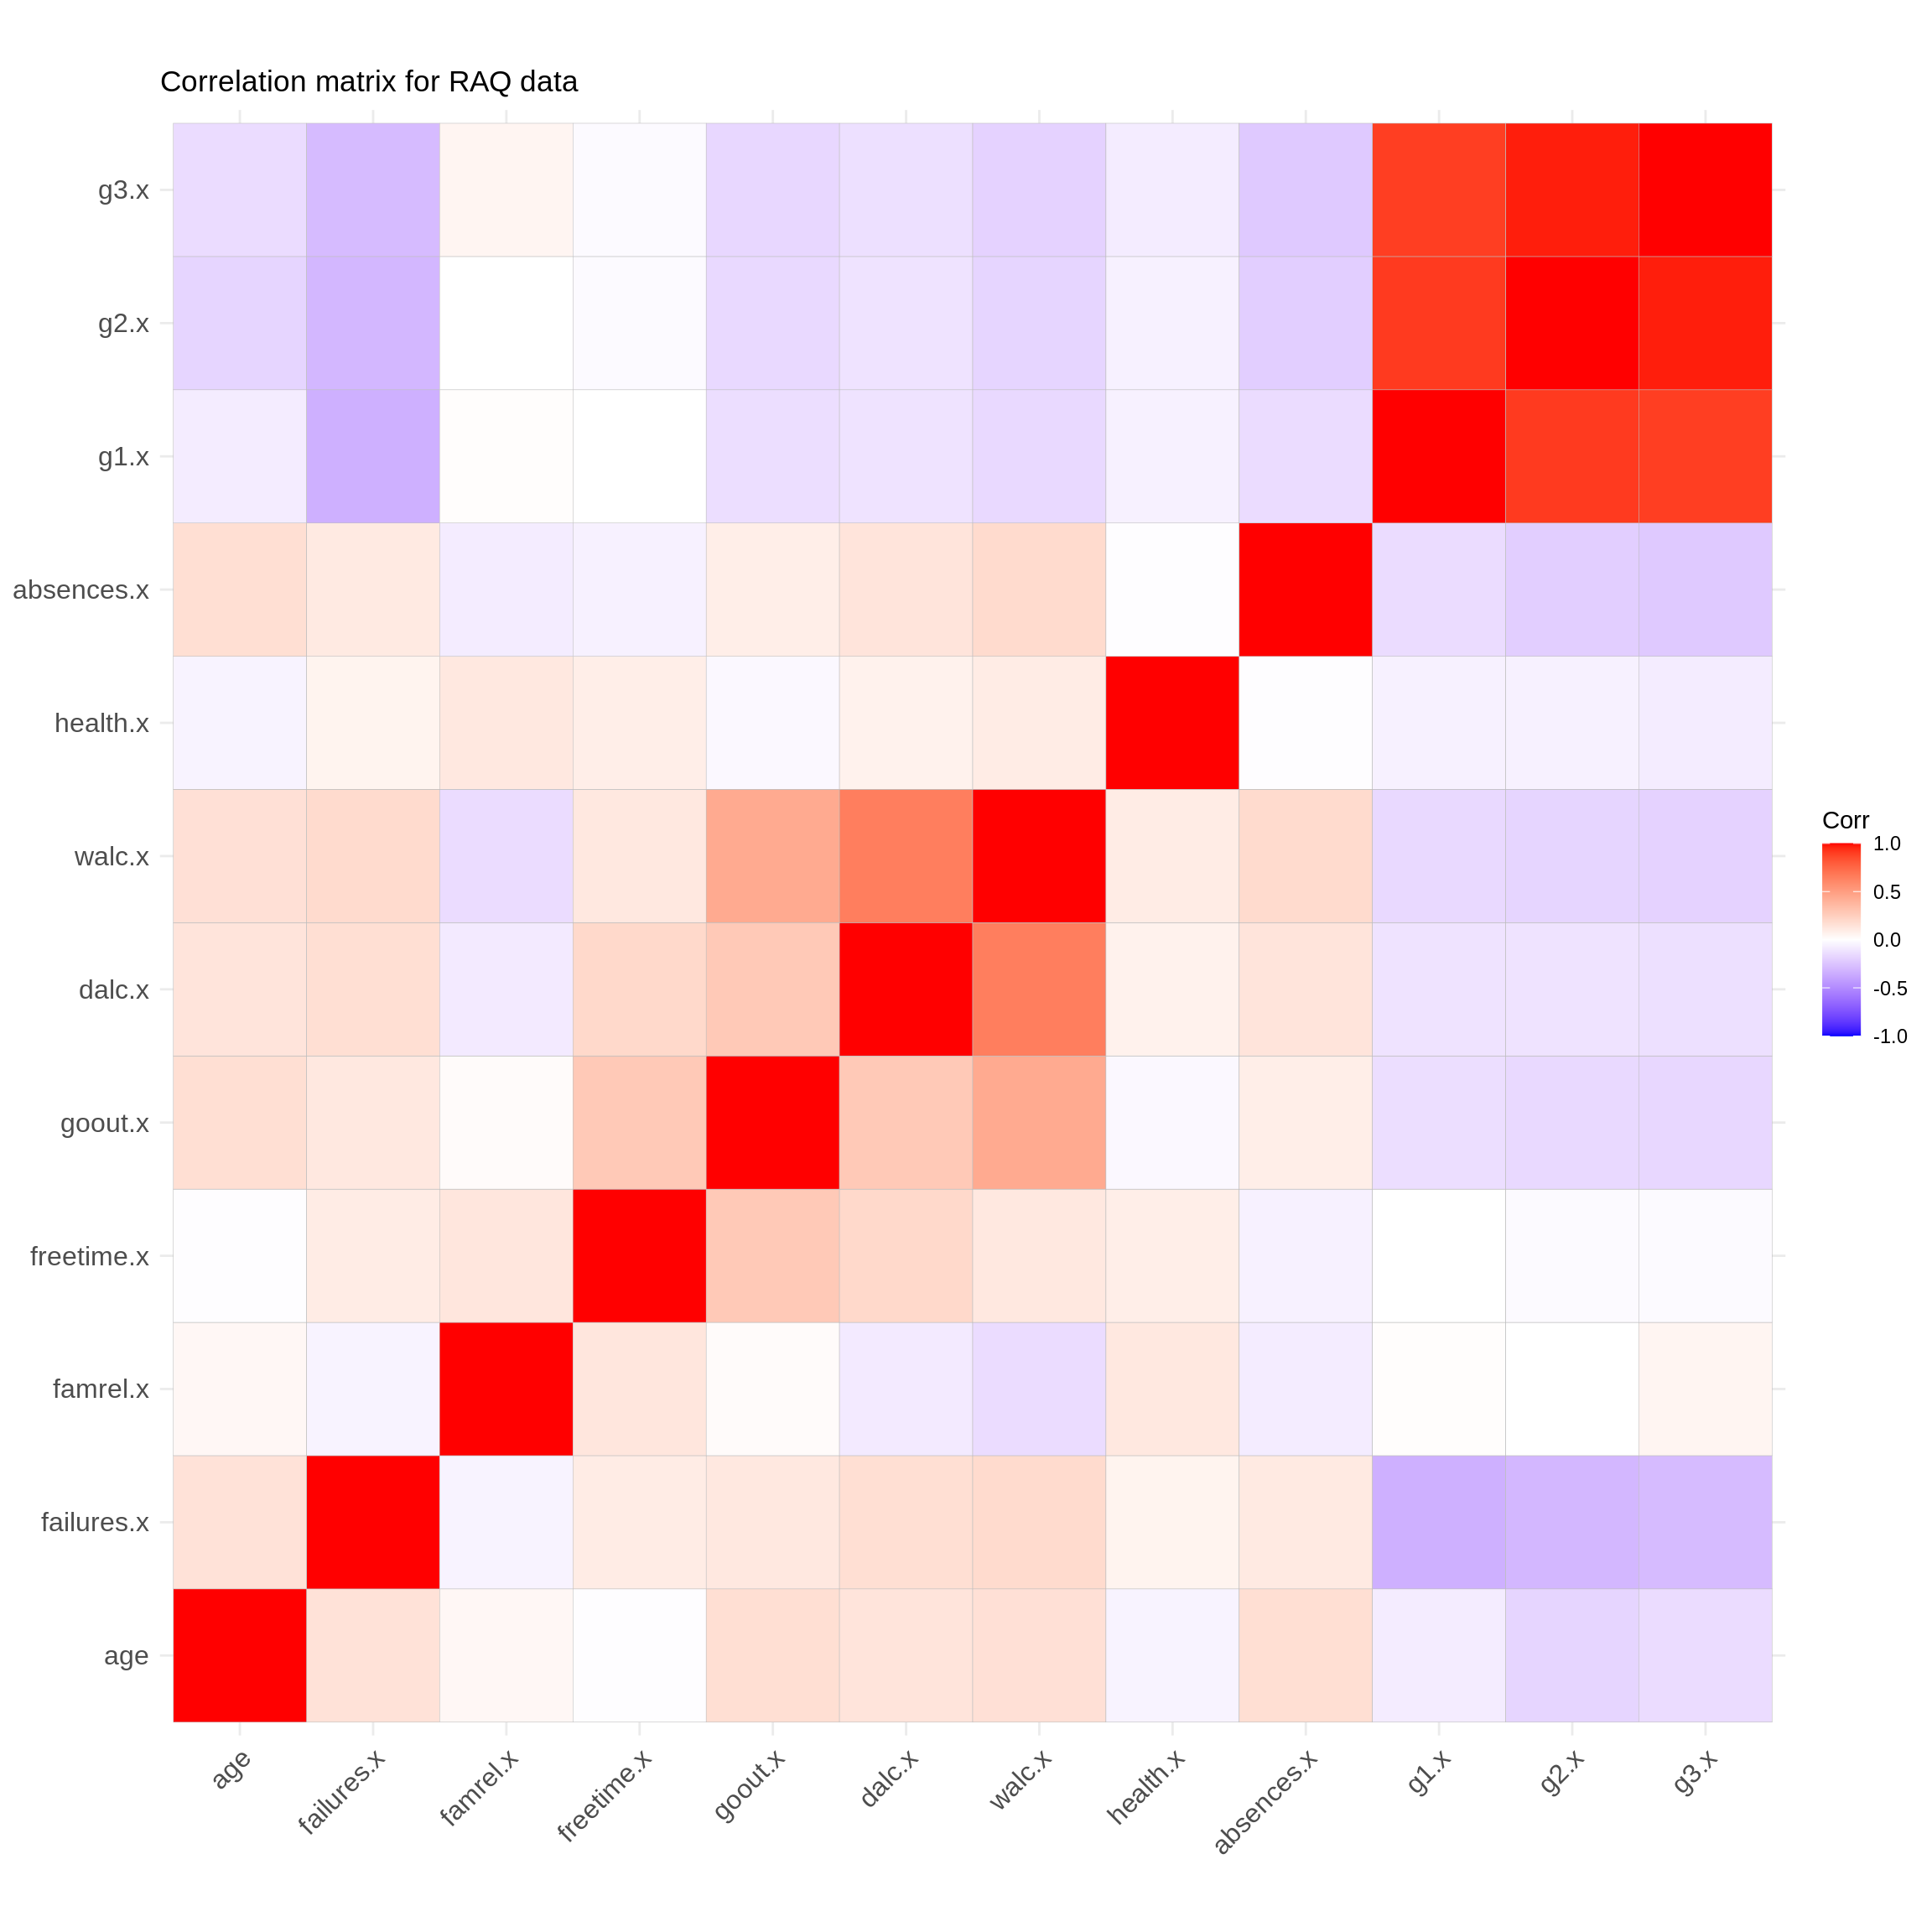 Correlation matrix for RAQ data
g3.x
g2.x
g1.x
absences.x
health.x
walc.x
dalc.x
goout.x
freetime.x
famrel.x
failures.x
age
age
failures.x
famrel.x
freetime.x
goout.x
dalc.x
walc.x
health.x
absences.x
g1.x
g2.x
g3.x
Corr
1.0
0.5
0.0
-0.5
-1.0